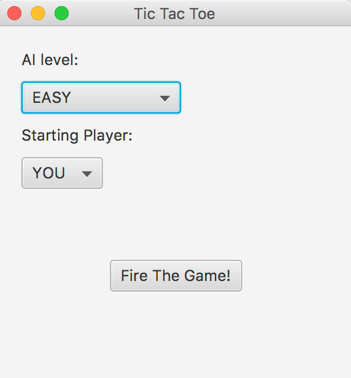 Tic Tac Toe
AI level:
EASY
Starting Player:
YOU
Fire The Game!